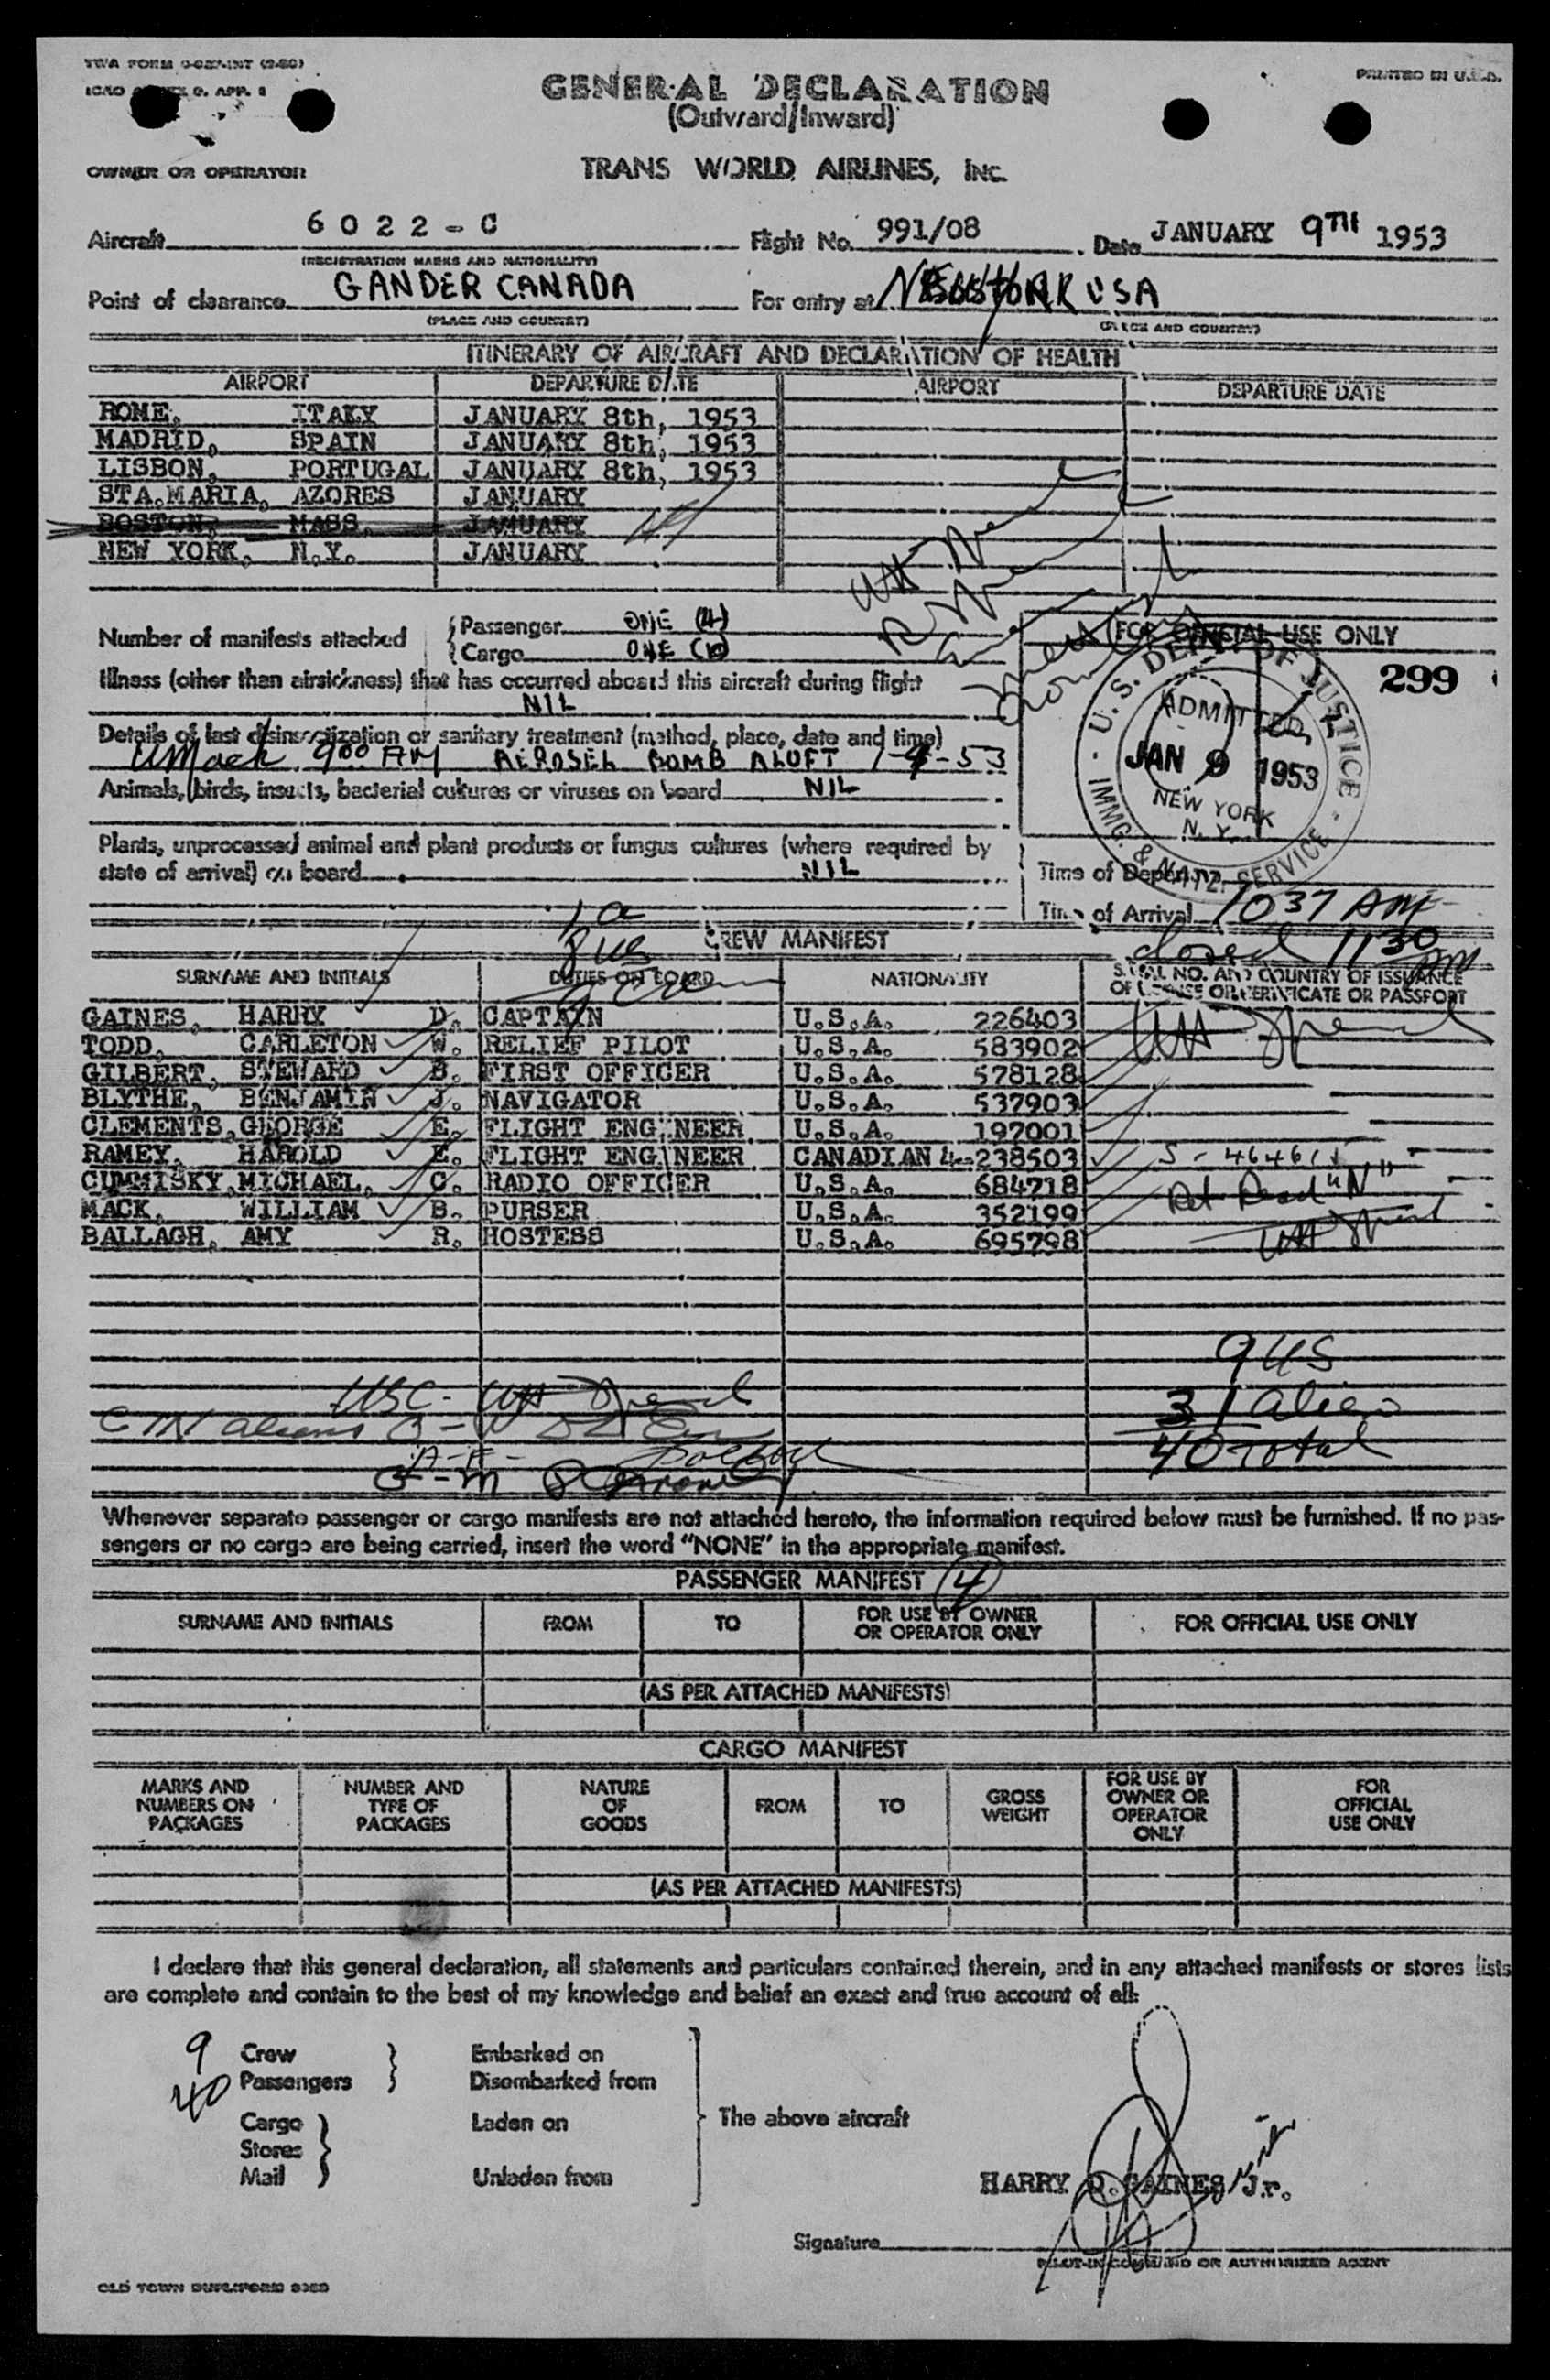 TWA FORM
ICAO
PRINTED IN U.S.A.
GENERAL DECLARATION
(Outward/Inward)
OWNER OR OPERATOR
TRANS WORLD AIRLINES, Inc.
Aircraft 6022-C Flight No. 991/08 Date JANUARY 9TH 1953
(REGISTRATION MARKS AND NATIONALITY)
Point of clearance GANDER CANADA For entry at USA
(PLACE AND COUNTRY) (PLACE AND COUNTRY)
ITINERARY OF AIRCRAFT AND DECLARATION OF HEALTH
AIRPORT DEPARTURE DATE AIRPORT DEPARTURE DATE
ROME, ITALY JANUARY 8th, 1953
MADRID, SPAIN JANUARY 8th, 1953
LISBON, PORTUGAL JANUARY 8th, 1953
STA.MARIA, AZORES JANUARY
BOSTON, MASS. JANUARY
NEW YORK, N.Y. JANUARY
Number of manifests attached
Passenger ONE (4)
Cargo ONE
FOR OFFICIAL USE ONLY
299
Illness (other than airsickness) that has occurred aboard this aircraft during flight
NIL
Details of last disinsectization or sanitary treatment (method, place, date and time)
WMack 9:00 AM AEROSEL BOMB ALOFT 1-9-53
Animals, birds, insects, bacterial cultures or viruses on board NIL
U.S. DEPT. OF JUSTICE
ADMITTED
JAN 9 1953
NEW YORK
N. Y.
IMMG. & NATZ. SERVICE
Plants, unprocessed animal and plant products or fungus cultures (where required by
state of arrival) on board NIL
Time of Departure
Time of Arrival 1037 AM
closed 1130 AM
1 a
8 us
CREW MANIFEST
SURNAME AND INITIALS DUTIES ON BOARD NATIONALITY SERIAL NO. AND COUNTRY OF ISSUANCE
OF LICENSE OR CERTIFICATE OR PASSPORT
GAINES, HARRY D. CAPTAIN U.S.A. 226403
TODD, CARLETON W. RELIEF PILOT U.S.A. 583902
GILBERT, STEWARD B. FIRST OFFICER U.S.A. 578128
BLYTHE, BENJAMIN J. NAVIGATOR U.S.A. 537903
CLEMENTS, GEORGE E. FLIGHT ENGINEER U.S.A. 197001
RAMEY, HAROLD E. FLIGHT ENGINEER CANADIAN 4-238503
CUMMISKY, MICHAEL, C. RADIO OFFICER U.S.A. 684718
MACK, WILLIAM B. PURSER U.S.A. 352199
BALLAGH, AMY R. HOSTESS U.S.A. 695798
9 US
USC-
31 alien
40 Total
Whenever separate passenger or cargo manifests are not attached hereto, the information required below must be furnished. If no pas-
sengers or no cargo are being carried, insert the word "NONE" in the appropriate manifest.
PASSENGER MANIFEST 4
SURNAME AND INITIALS FROM TO FOR USE BY OWNER OR OPERATOR ONLY FOR OFFICIAL USE ONLY
(AS PER ATTACHED MANIFESTS)
CARGO MANIFEST
MARKS AND NUMBERS ON PACKAGES NUMBER AND TYPE OF PACKAGES NATURE OF GOODS FROM TO GROSS WEIGHT FOR USE BY OWNER OR OPERATOR ONLY FOR OFFICIAL USE ONLY
(AS PER ATTACHED MANIFESTS)
I declare that this general declaration, all statements and particulars contained therein, and in any attached manifests or stores lists
are complete and contain to the best of my knowledge and belief an exact and true account of all:
9 Crew Embarked on
40 Passengers Disembarked from
Cargo Laden on The above aircraft
Stores
Mail Unladen from
HARRY D. GAINES Jr.
Signature
PILOT-IN-COMMAND OR AUTHORIZED AGENT
OLD TOWN